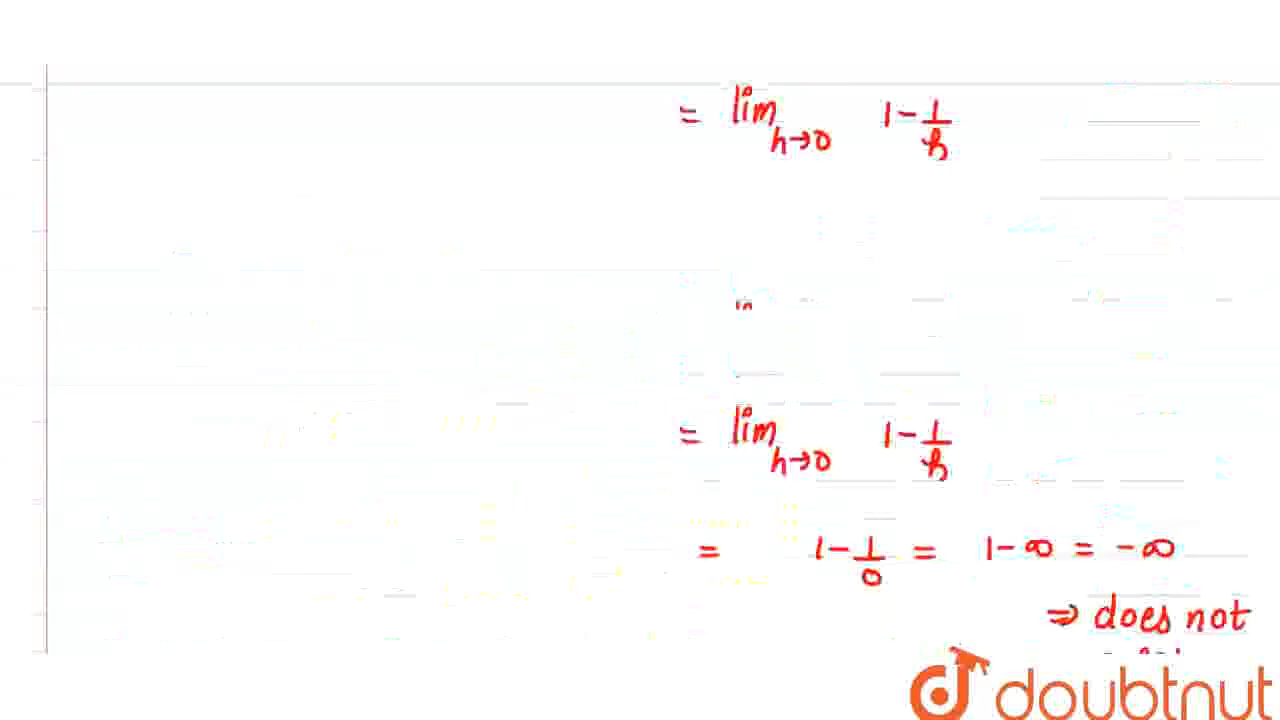 = lim h→0 1 - 1/h
= lim h→0 1 - 1/h
= 1 - 1/0 = 1 - ∞ = -∞
⇒ does not
doubtnut